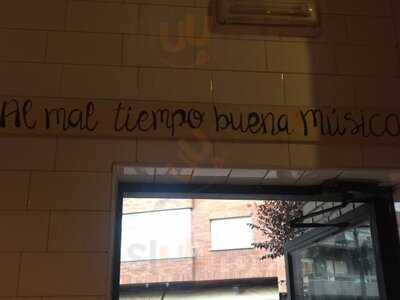 Al mal tiempo buena música